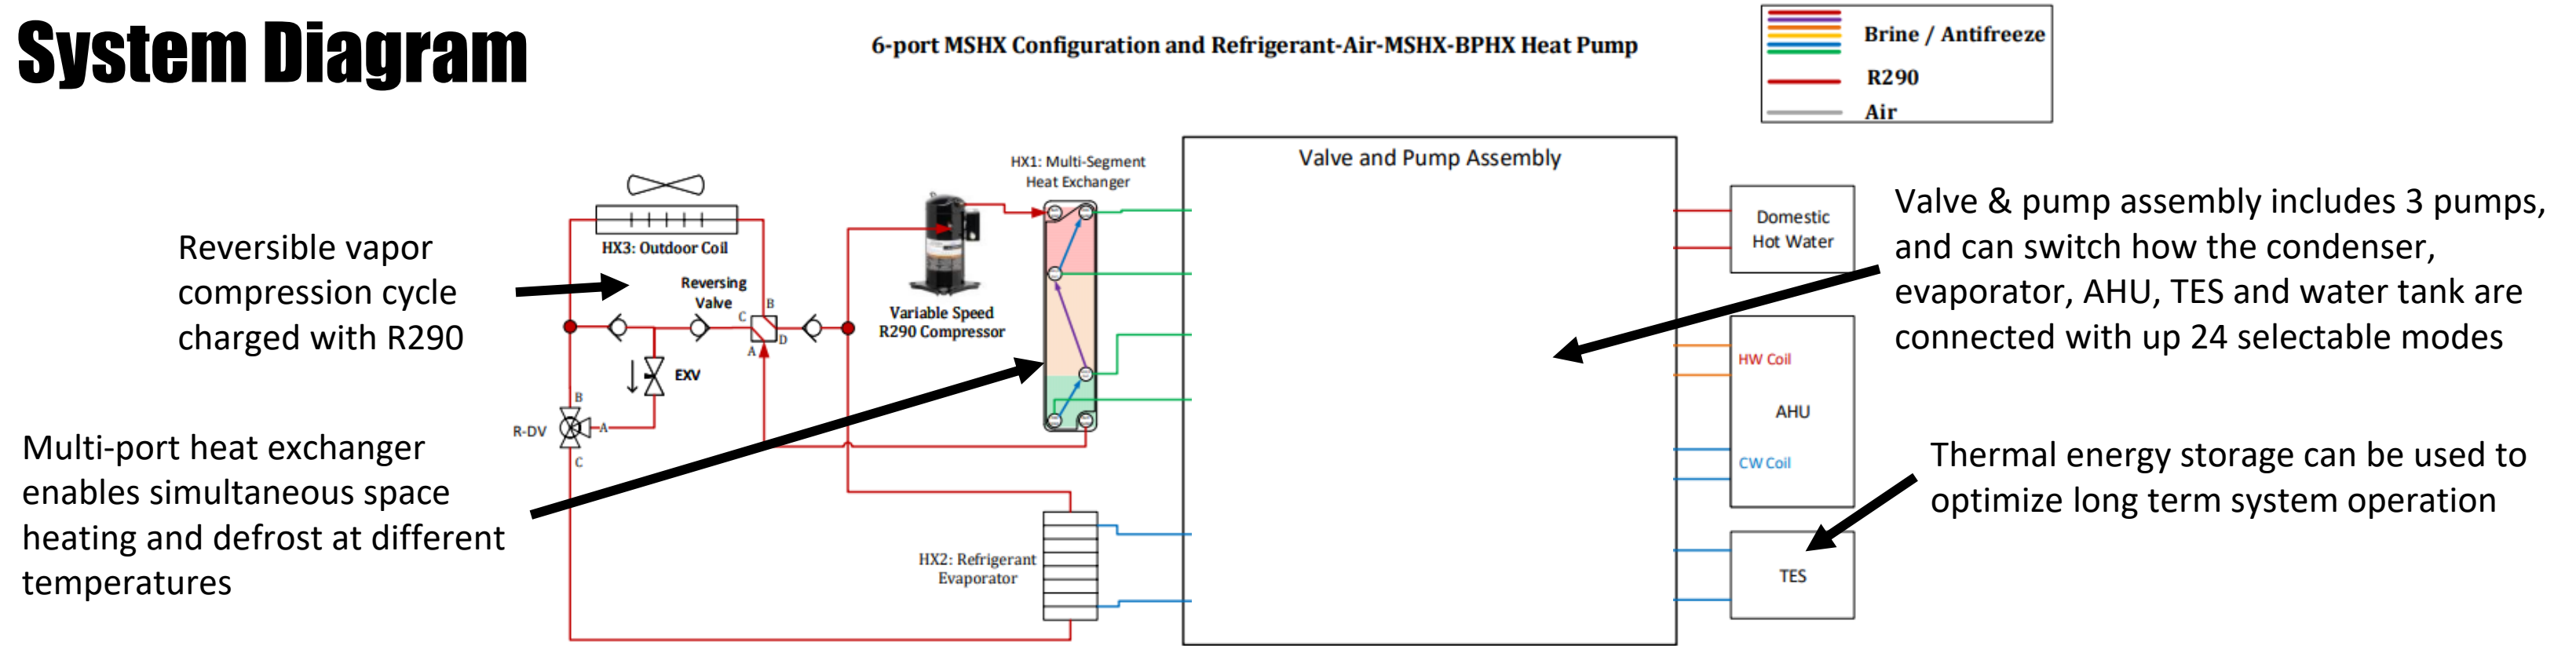 System Diagram
6-port MSHX Configuration and Refrigerant-Air-MSHX-BPHX Heat Pump
Brine / Antifreeze
R290
Air
Reversible vapor
compression cycle
charged with R290
Multi-port heat exchanger
enables simultaneous space
heating and defrost at different
temperatures
HX3: Outdoor Coil
Reversing
Valve
B
C
D
A
EXV
B
R-DV
A
C
Variable Speed
R290 Compressor
HX1: Multi-Segment
Heat Exchanger
HX2: Refrigerant
Evaporator
Valve and Pump Assembly
Domestic
Hot Water
HW Coil
AHU
CW Coil
TES
Valve & pump assembly includes 3 pumps,
and can switch how the condenser,
evaporator, AHU, TES and water tank are
connected with up 24 selectable modes
Thermal energy storage can be used to
optimize long term system operation